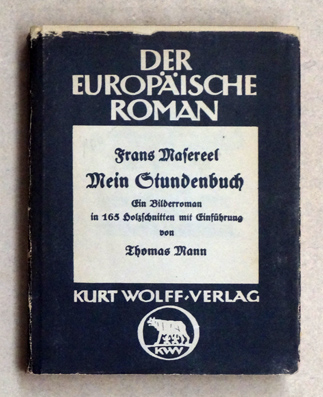 DER
EUROPÄISCHE
ROMAN
Frans Masereel
Mein Stundenbuch
Ein Bilderroman
in 165 Holzschnitten mit Einführung
von
Thomas Mann
KURT WOLFF·VERLAG
KWV